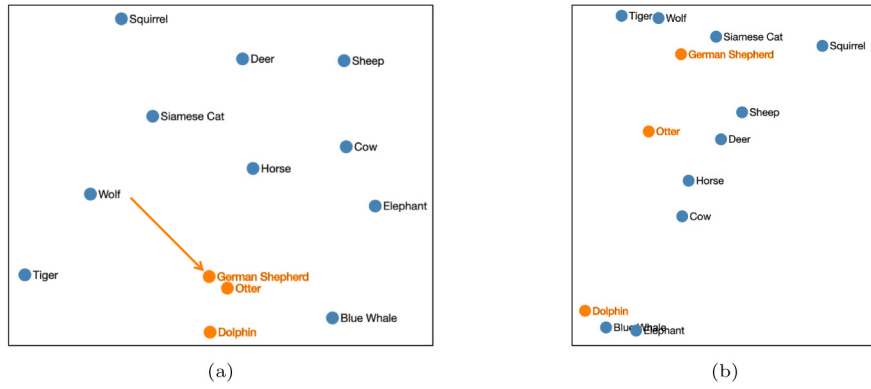 Squirrel
Deer
Sheep
Siamese Cat
Cow
Horse
Wolf
Elephant
Tiger
German Shepherd
Otter
Blue Whale
Dolphin
(a)
Tiger
Wolf
Siamese Cat
Squirrel
German Shepherd
Sheep
Otter
Deer
Horse
Cow
Dolphin
Blue Whale
Elephant
(b)